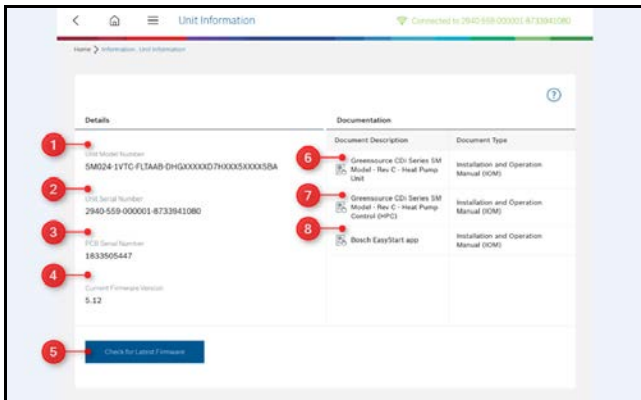 Unit Information
Connected to 2940-559-000001-8733941080
Home > Information, Unit Information
?
Details
Documentation
Document Description
Document Type
1
Unit Model Number
SM024-1VTC-FLTAAB-DHGXXXXXD7HXXX5XXXX5BA
2
Unit Serial Number
2940-559-000001-8733941080
3
PCB Serial Number
1633505447
4
Current Firmware Version
5.12
5
Check for Latest Firmware
6
Greensource CDi Series SM
Model - Rev C - Heat Pump
Unit
Installation and Operation
Manual (IOM)
7
Greensource CDi Series SM
Model - Rev C - Heat Pump
Control (HPC)
Installation and Operation
Manual (IOM)
8
Bosch EasyStart app
Installation and Operation
Manual (IOM)